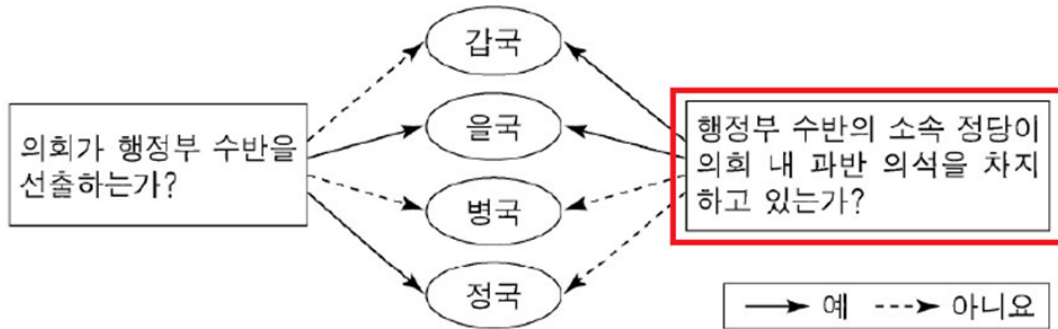 의회가 행정부 수반을
선출하는가?
갑국
을국
병국
정국
행정부 수반의 소속 정당이
의회 내 과반 의석을 차지
하고 있는가?
예
아니요